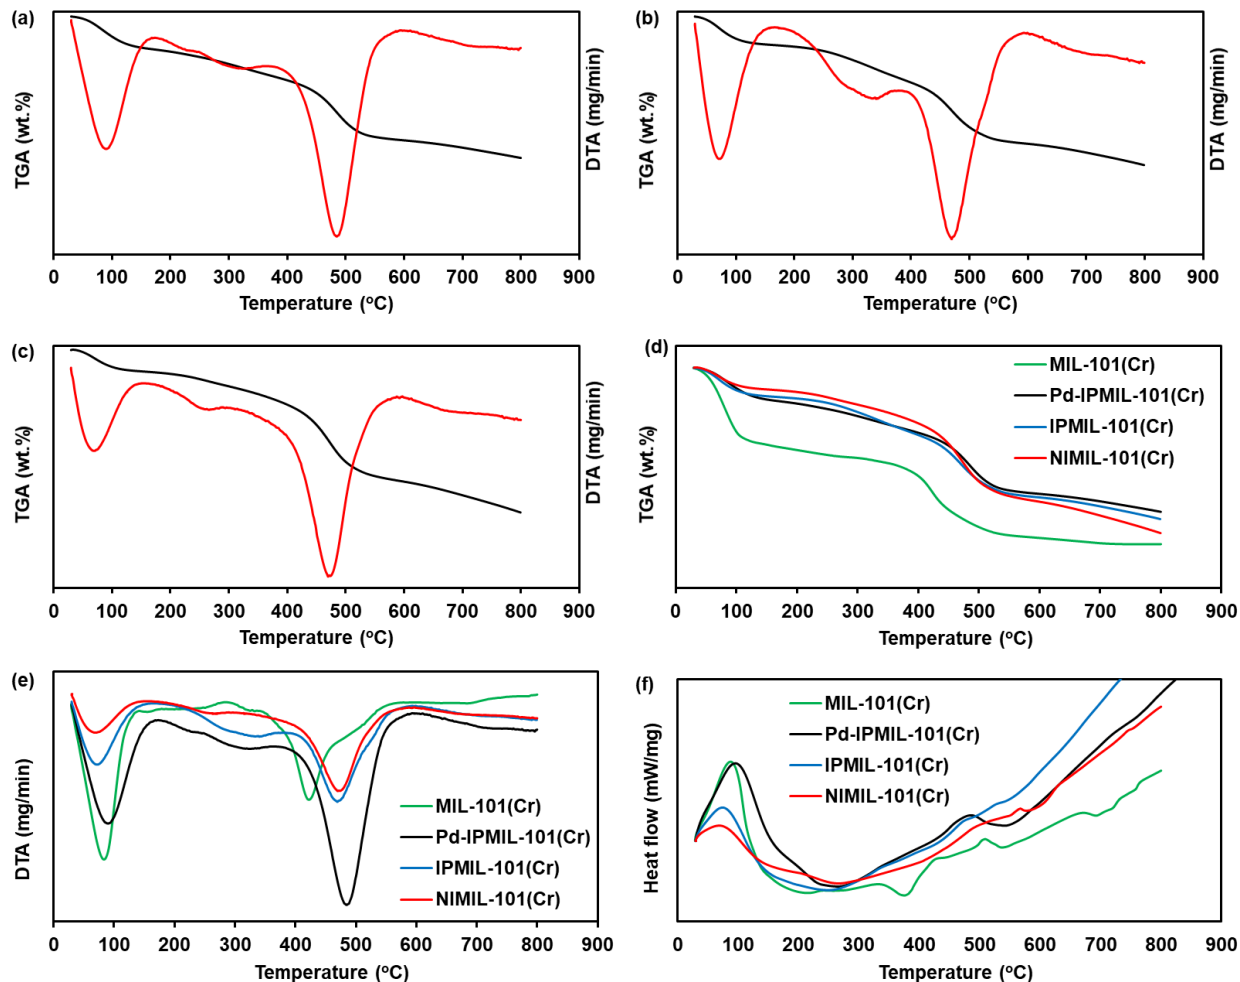 (a)
TGA (wt.%)
DTA (mg/min)
0 100 200 300 400 500 600 700 800 900
Temperature (oC)
(b)
TGA (wt.%)
DTA (mg/min)
0 100 200 300 400 500 600 700 800 900
Temperature (oC)
(c)
TGA (wt.%)
DTA (mg/min)
0 100 200 300 400 500 600 700 800 900
Temperature (oC)
(d)
MIL-101(Cr)
Pd-IPMIL-101(Cr)
IPMIL-101(Cr)
NIMIL-101(Cr)
TGA (wt.%)
0 100 200 300 400 500 600 700 800 900
Temperature (oC)
(e)
DTA (mg/min)
MIL-101(Cr)
Pd-IPMIL-101(Cr)
IPMIL-101(Cr)
NIMIL-101(Cr)
0 100 200 300 400 500 600 700 800 900
Temperature (oC)
(f)
MIL-101(Cr)
Pd-IPMIL-101(Cr)
IPMIL-101(Cr)
NIMIL-101(Cr)
Heat flow (mW/mg)
0 100 200 300 400 500 600 700 800 900
Temperature (oC)